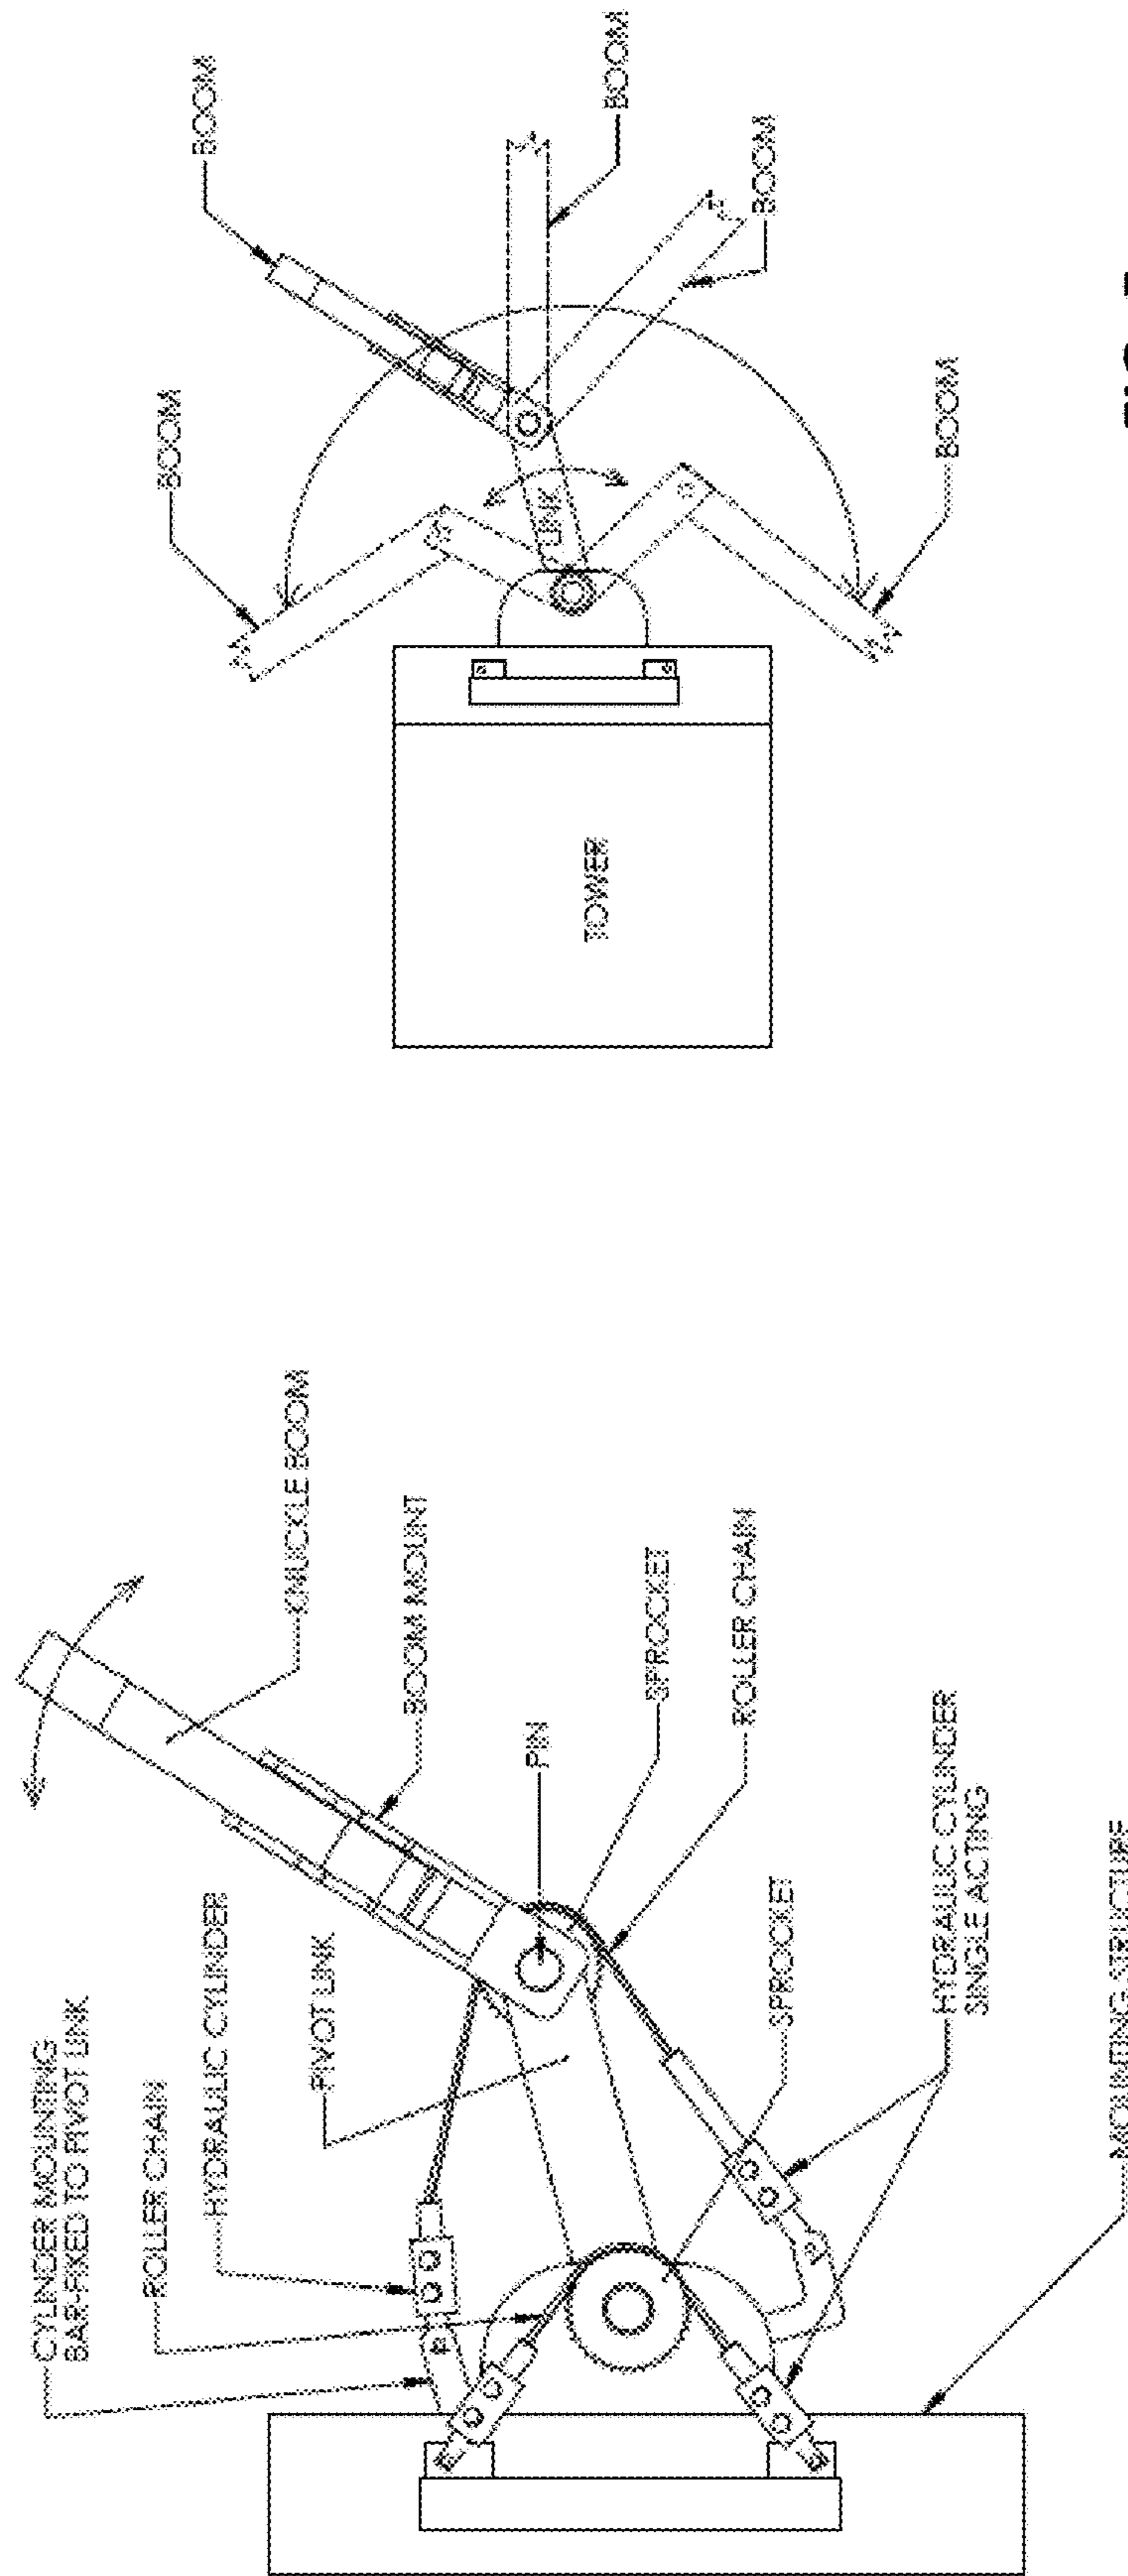 CYLINDER MOUNTING
BAR-FIXED TO PIVOT LINK
ROLLER CHAIN
HYDRAULIC CYLINDER
PIVOT LINK
KNUCKLE BOOM
BOOM MOUNT
PIN
SPROCKET
ROLLER CHAIN
SPROCKET
HYDRAULIC CYLINDER
SINGLE ACTING
MOUNTING STRUCTURE
BOOM
BOOM
BOOM
BOOM
BOOM
LINK
TOWER